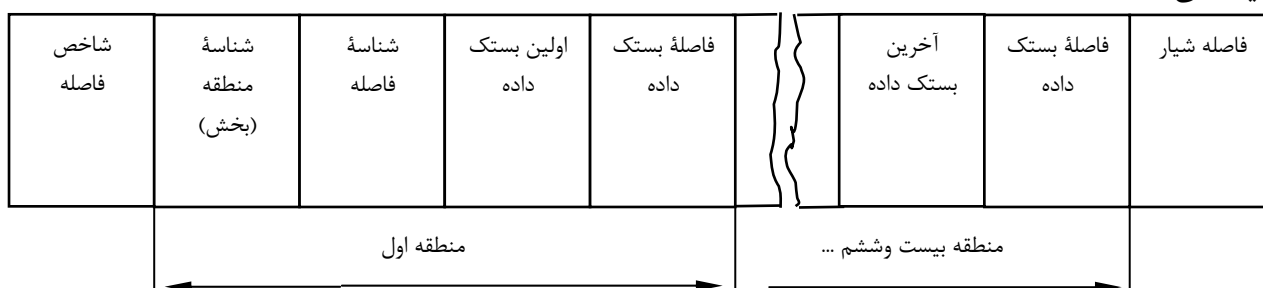 شاخص
فاصله
شناسهٔ
منطقه
(بخش)
شناسهٔ
فاصله
اولین بستک
داده
فاصلهٔ بستک
داده
آخرین
بستک داده
فاصلهٔ بستک
داده
فاصله شیار
منطقه اول
منطقه بیست وششم ...